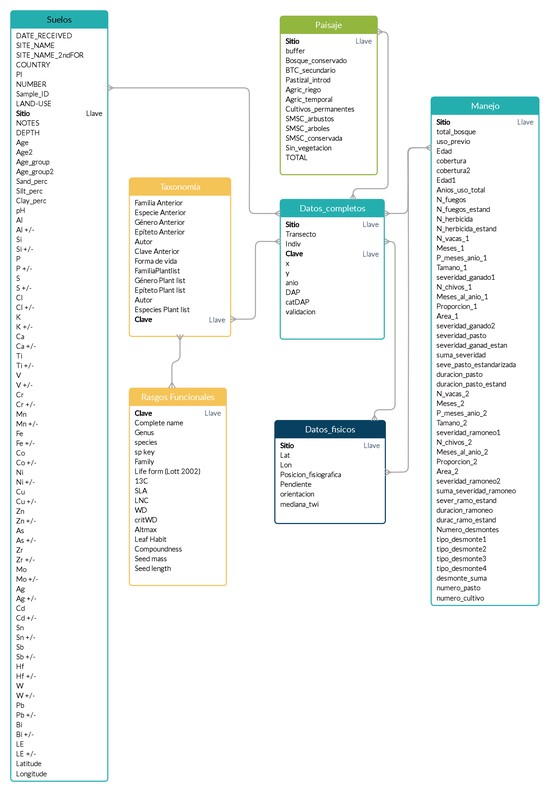 Suelos
DATE_RECEIVED
SITE_NAME
SITE_NAME_2ndFOR
COUNTRY
PI
NUMBER
Sample_ID
LAND-USE
Sitio Llave
NOTES
DEPTH
Age
Age2
Age_group
Age_group2
Sand_perc
Silt_perc
Clay_perc
pH
Al
Al +/-
Si
Si +/-
P
P +/-
S
S +/-
Cl
Cl +/-
K
K +/-
Ca
Ca +/-
Ti
Ti +/-
V
V +/-
Cr
Cr +/-
Mn
Mn +/-
Fe
Fe +/-
Co
Co +/-
Ni
Ni +/-
Cu
Cu +/-
Zn
Zn +/-
As
As +/-
Zr
Zr +/-
Mo
Mo +/-
Ag
Ag +/-
Cd
Cd +/-
Sn
Sn +/-
Sb
Sb +/-
Hf
Hf +/-
W
W +/-
Pb
Pb +/-
Bi
Bi +/-
LE
LE +/-
Latitude
Longitude
Taxonomía
Familia Anterior
Especie Anterior
Género Anterior
Epíteto Anterior
Autor
Clave Anterior
Forma de vida
FamiliaPlantlist
Género Plant list
Epíteto Plant list
Autor
Especies Plant list
Clave Llave
Rasgos Funcionales
Clave Llave
Complete name
Genus
species
sp key
Family
Life form (Lott 2002)
13C
SLA
LNC
WD
critWD
Altmax
Leaf Habit
Compoundness
Seed mass
Seed length
Paisaje
Sitio Llave
buffer
Bosque_conservado
BTC_secundario
Pastizal_introd
Agric_riego
Agric_temporal
Cultivos_permanentes
SMSC_arbustos
SMSC_arboles
SMSC_conservada
Sin_vegetacion
TOTAL
Datos_completos
Sitio Llave
Transecto
Indiv
Clave Llave
x
y
anio
DAP
catDAP
validacion
Datos_fisicos
Sitio Llave
Lat
Lon
Posicion_fisiografica
Pendiente
orientacion
mediana_twi
Manejo
Sitio Llave
total_bosque
uso_previo
Edad
cobertura
cobertura2
Edad1
Anios_uso_total
N_fuegos
N_fuegos_estand
N_herbicida
N_herbicida_estand
N_vacas_1
Meses_1
P_meses_anio_1
Tamano_1
severidad_ganado1
N_chivos_1
Meses_al_anio_1
Proporcion_1
Area_1
severidad_ganado2
severidad_pasto
severidad_ganad_estan
suma_severidad
seve_pasto_estandarizada
duracion_pasto
duracion_pasto_estand
N_vacas_2
Meses_2
P_meses_anio_2
Tamano_2
severidad_ramoneo1
N_chivos_2
Meses_al_anio_2
Proporcion_2
Area_2
severidad_ramoneo2
suma_severidad_ramoneo
sever_ramo_estand
duracion_ramoneo
durac_ramo_estand
Numero_desmontes
tipo_desmonte1
tipo_desmonte2
tipo_desmonte3
tipo_desmonte4
desmonte_suma
numero_pasto
numero_cultivo